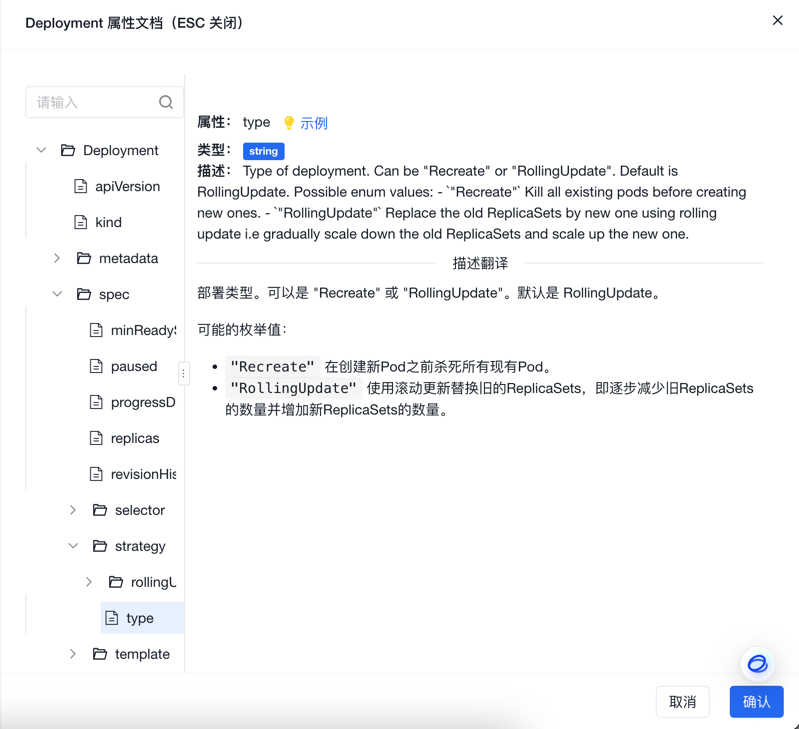 Deployment 属性文档（ESC 关闭）
请输入
Deployment
apiVersion
kind
metadata
spec
minReadyS
paused
progressD
replicas
revisionHis
selector
strategy
rollingU
type
template
属性： type 示例
类型： string
描述： Type of deployment. Can be "Recreate" or "RollingUpdate". Default is
RollingUpdate. Possible enum values: - `"Recreate"` Kill all existing pods before creating
new ones. - `"RollingUpdate"` Replace the old ReplicaSets by new one using rolling
update i.e gradually scale down the old ReplicaSets and scale up the new one.
描述翻译
部署类型。可以是 "Recreate" 或 "RollingUpdate"。默认是 RollingUpdate。
可能的枚举值：
• "Recreate" 在创建新Pod之前杀死所有现有Pod。
• "RollingUpdate" 使用滚动更新替换旧的ReplicaSets，即逐步减少旧ReplicaSets
的数量并增加新ReplicaSets的数量。
取消
确认